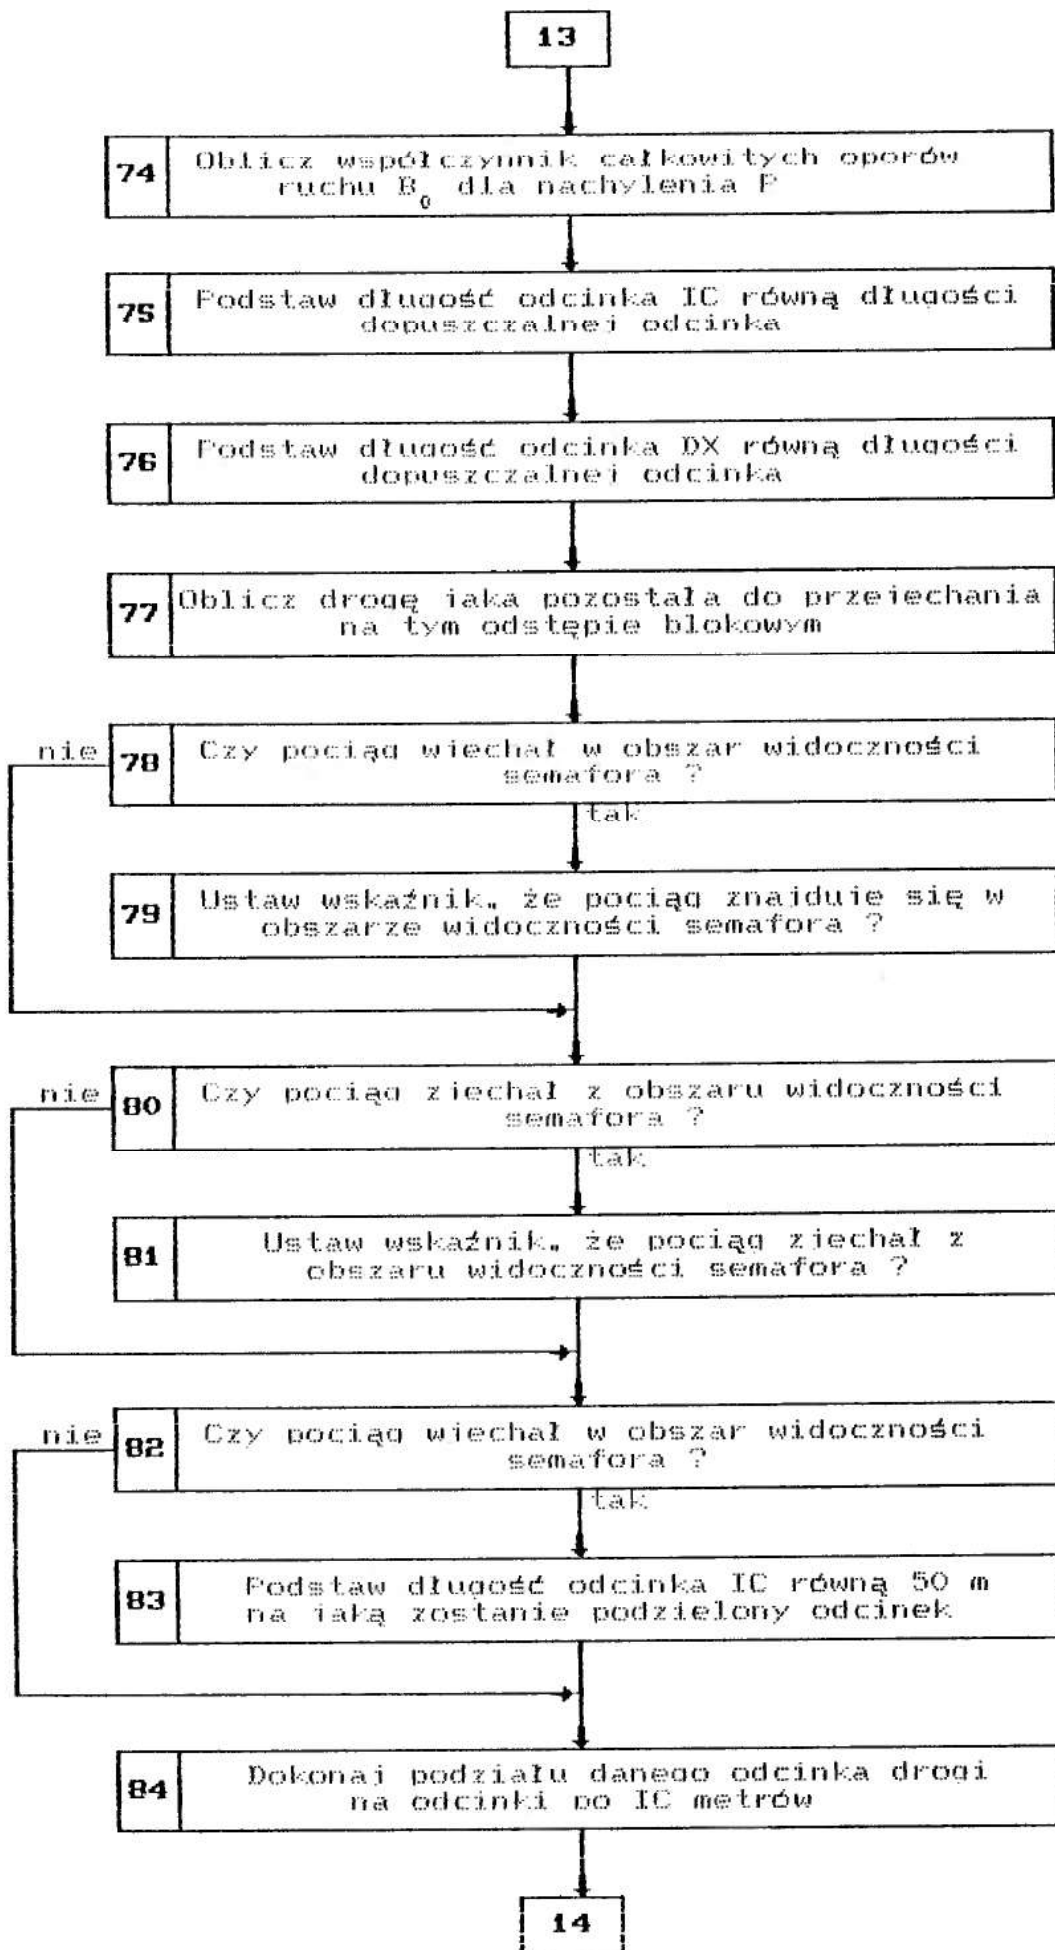 13
74 Oblicz współczynnik całkowitych oporów
ruchu B₀ dla nachylenia P
75 Podstaw długość odcinka IC równą długości
dopuszczalnej odcinka
76 Podstaw długość odcinka DX równą długości
dopuszczalnej odcinka
77 Oblicz drogę jaka pozostała do przejechania
na tym odstępie blokowym
nie 78 Czy pociąg wjechał w obszar widoczności
semafora ?
tak
79 Ustaw wskaźnik, że pociąg znajduje się w
obszarze widoczności semafora ?
nie 80 Czy pociąg zjechał z obszaru widoczności
semafora ?
tak
81 Ustaw wskaźnik, że pociąg zjechał z
obszaru widoczności semafora ?
nie 82 Czy pociąg wjechał w obszar widoczności
semafora ?
tak
83 Podstaw długość odcinka IC równą 50 m
na jaką zostanie podzielony odcinek
84 Dokonaj podziału danego odcinka drogi
na odcinki po IC metrów
14